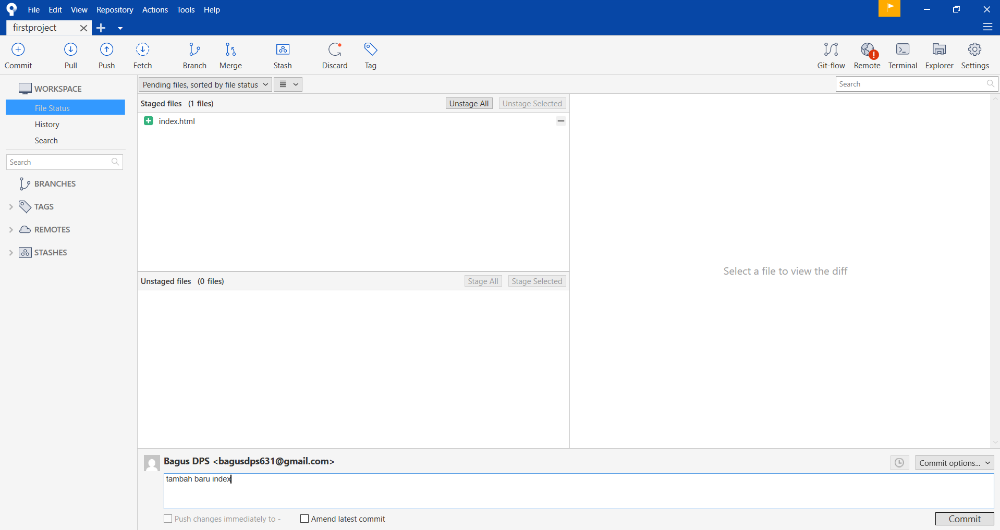 File Edit View Repository Actions Tools Help
firstproject
Commit Pull Push Fetch Branch Merge Stash Discard Tag Git-flow Remote Terminal Explorer Settings
WORKSPACE
File Status
History
Search
Search
BRANCHES
TAGS
REMOTES
STASHES
Pending files, sorted by file status
Search
Staged files (1 files) Unstage All Unstage Selected
index.html
Unstaged files (0 files) Stage All Stage Selected
Select a file to view the diff
Bagus DPS <bagusdps631@gmail.com>
Commit options...
tambah baru index
Push changes immediately to -
Amend latest commit
Commit